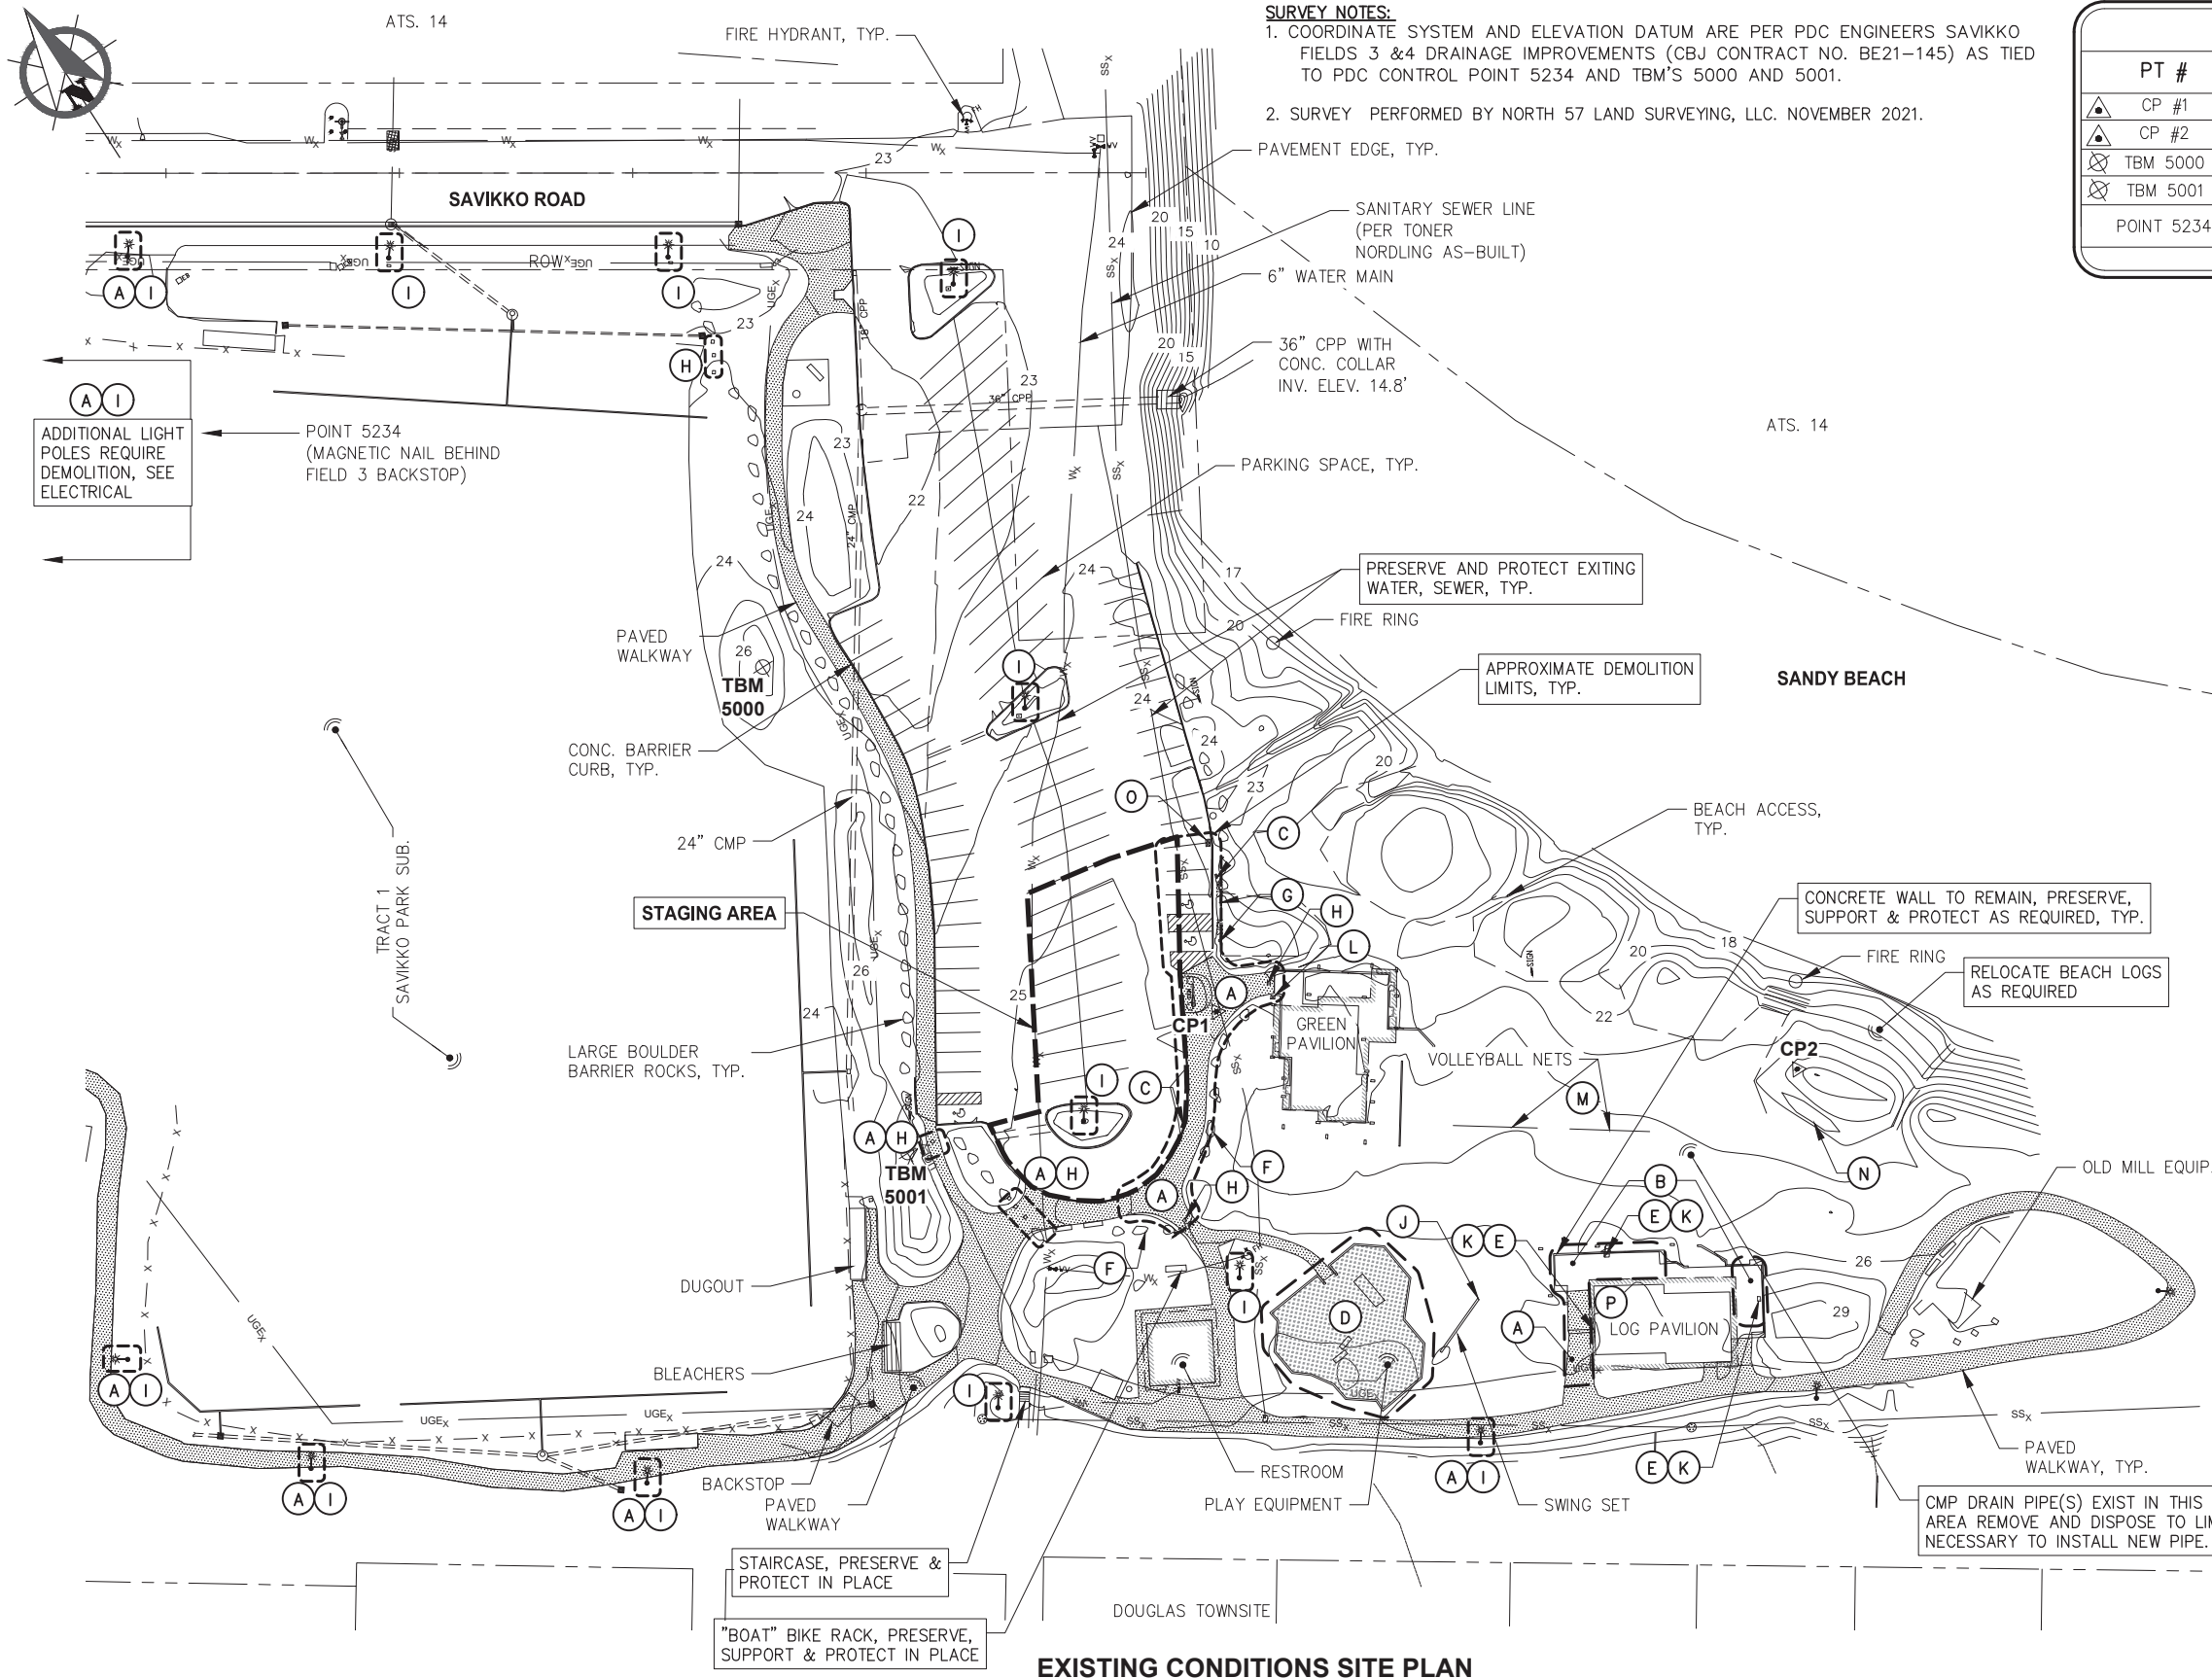 ATS. 14
FIRE HYDRANT, TYP.
SURVEY NOTES:
1. COORDINATE SYSTEM AND ELEVATION DATUM ARE PER PDC ENGINEERS SAVIKKO
FIELDS 3 &4 DRAINAGE IMPROVEMENTS (CBJ CONTRACT NO. BE21-145) AS TIED
TO PDC CONTROL POINT 5234 AND TBM'S 5000 AND 5001.
2. SURVEY PERFORMED BY NORTH 57 LAND SURVEYING, LLC. NOVEMBER 2021.
PT #
CP #1
CP #2
TBM 5000
TBM 5001
POINT 5234
N
PAVEMENT EDGE, TYP.
SAVIKKO ROAD
SANITARY SEWER LINE
(PER TONER
NORDLING AS-BUILT)
6" WATER MAIN
ROW
18" CPP
36" CPP
36" CPP WITH
CONC. COLLAR
INV. ELEV. 14.8'
A I
I
I
I
H
A I
ADDITIONAL LIGHT
POLES REQUIRE
DEMOLITION, SEE
ELECTRICAL
POINT 5234
(MAGNETIC NAIL BEHIND
FIELD 3 BACKSTOP)
ATS. 14
PARKING SPACE, TYP.
24" CMP
PRESERVE AND PROTECT EXITING
WATER, SEWER, TYP.
FIRE RING
PAVED
WALKWAY
TBM
5000
I
APPROXIMATE DEMOLITION
LIMITS, TYP.
SANDY BEACH
CONC. BARRIER
CURB, TYP.
24" CMP
O
C
BEACH ACCESS,
TYP.
TRACT 1
SAVIKKO PARK SUB.
STAGING AREA
G
H
L
CONCRETE WALL TO REMAIN, PRESERVE,
SUPPORT & PROTECT AS REQUIRED, TYP.
FIRE RING
RELOCATE BEACH LOGS
AS REQUIRED
A
CP1
GREEN
PAVILION
CP2
LARGE BOULDER
BARRIER ROCKS, TYP.
VOLLEYBALL NETS
I
C
M
A H
TBM
5001
A H
A
H
F
N
OLD MILL EQUIP
B
E K
J
K E
DUGOUT
F
I
D
P
A
LOG PAVILION
BLEACHERS
I
A I
A I
A I
BACKSTOP
PAVED
WALKWAY
RESTROOM
PLAY EQUIPMENT
A I
SWING SET
E K
PAVED
WALKWAY, TYP.
CMP DRAIN PIPE(S) EXIST IN THIS
AREA REMOVE AND DISPOSE TO LI
NECESSARY TO INSTALL NEW PIPE.
STAIRCASE, PRESERVE &
PROTECT IN PLACE
DOUGLAS TOWNSITE
"BOAT" BIKE RACK, PRESERVE,
SUPPORT & PROTECT IN PLACE
EXISTING CONDITIONS SITE PLAN